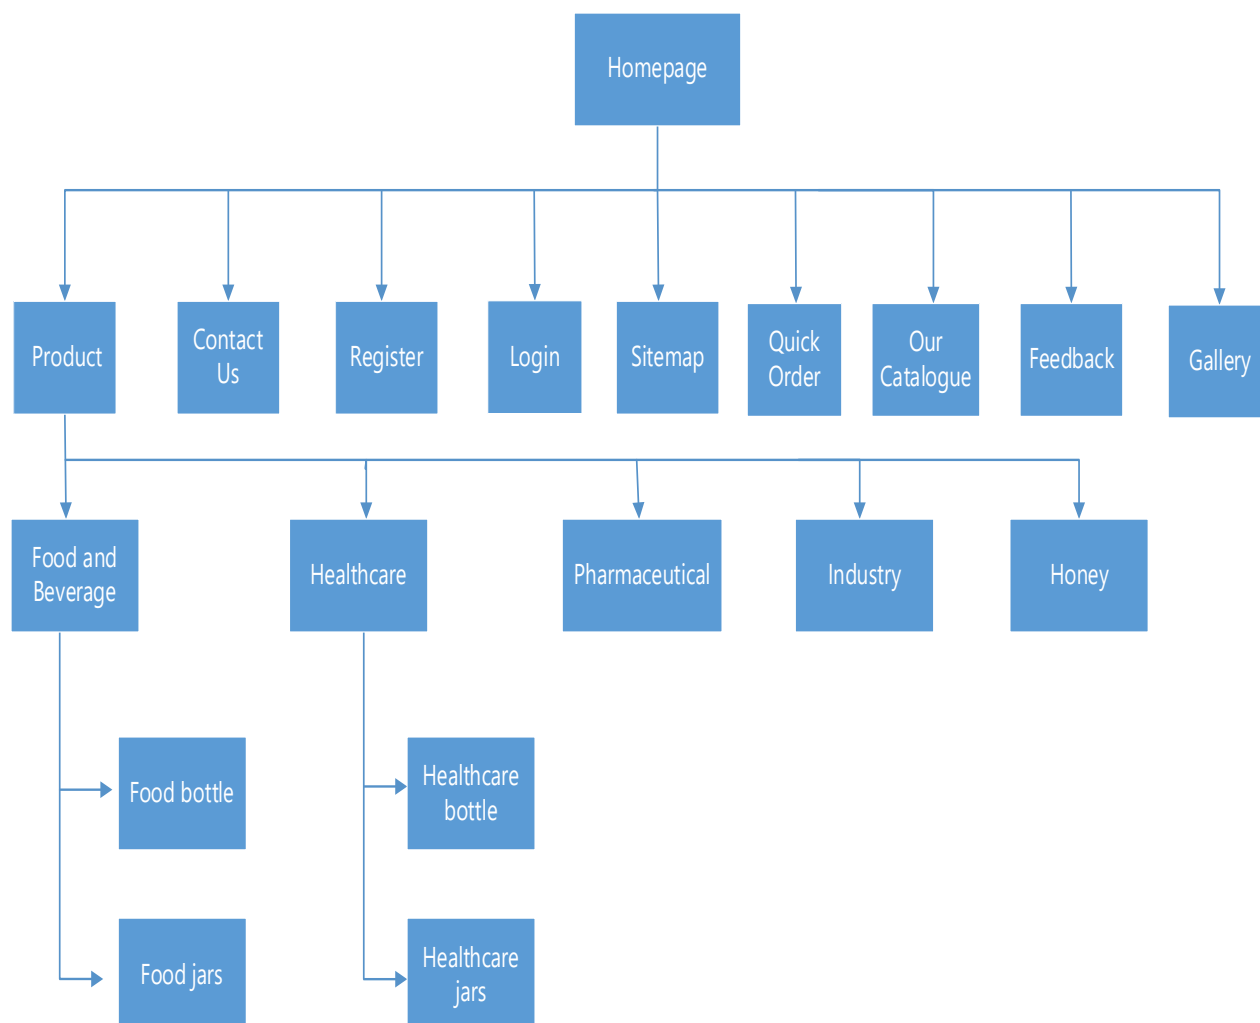 Homepage
Product
Contact
Us
Register
Login
Sitemap
Quick
Order
Our
Catalogue
Feedback
Gallery
Food and
Beverage
Healthcare
Pharmaceutical
Industry
Honey
Food bottle
Healthcare
bottle
Food jars
Healthcare
jars